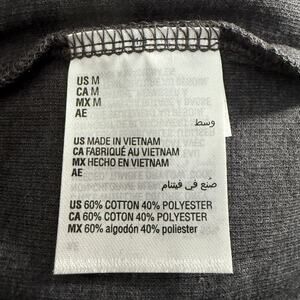 US M
CA M
MX M
AE
وسط
US MADE IN VIETNAM
CA FABRIQUÉ AU VIETNAM
MX HECHO EN VIETNAM
AE
صُنع في فيتنام
US 60% COTTON 40% POLYESTER
CA 60% COTON 40% POLYESTER
MX 60% algodón 40% poliester